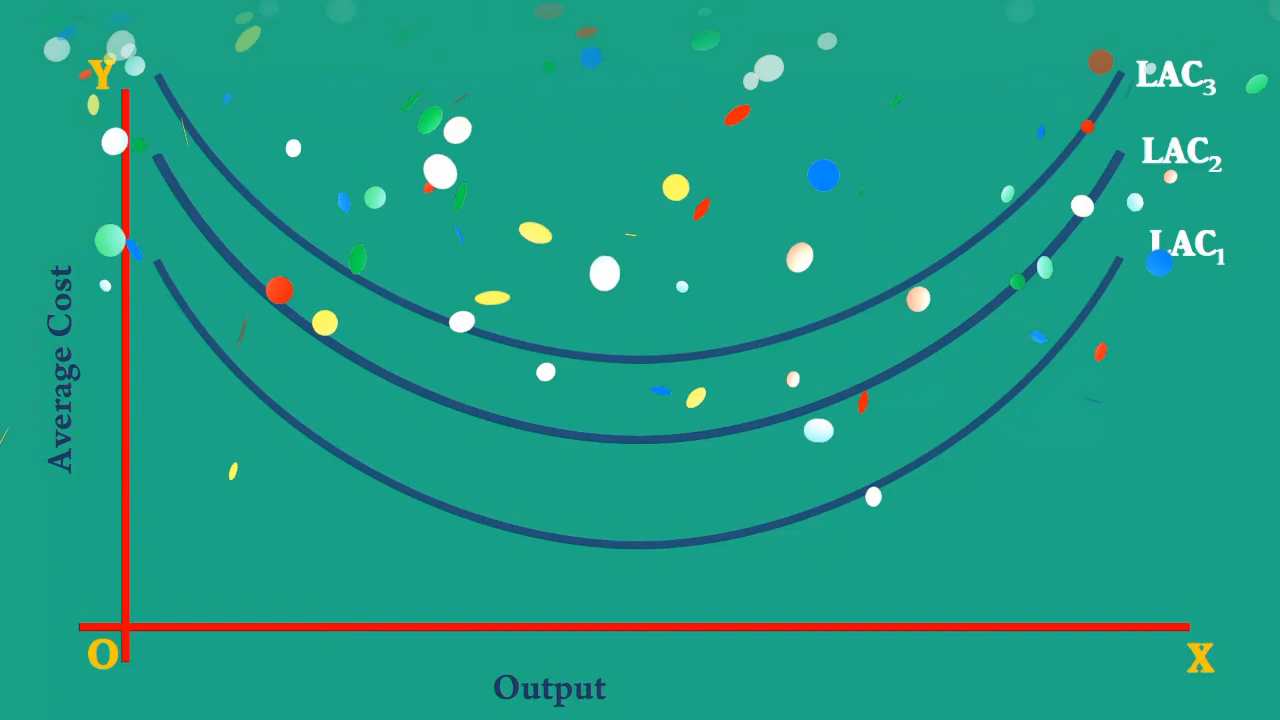 Y
LAC₃
LAC₂
LAC₁
Average Cost
O
X
Output